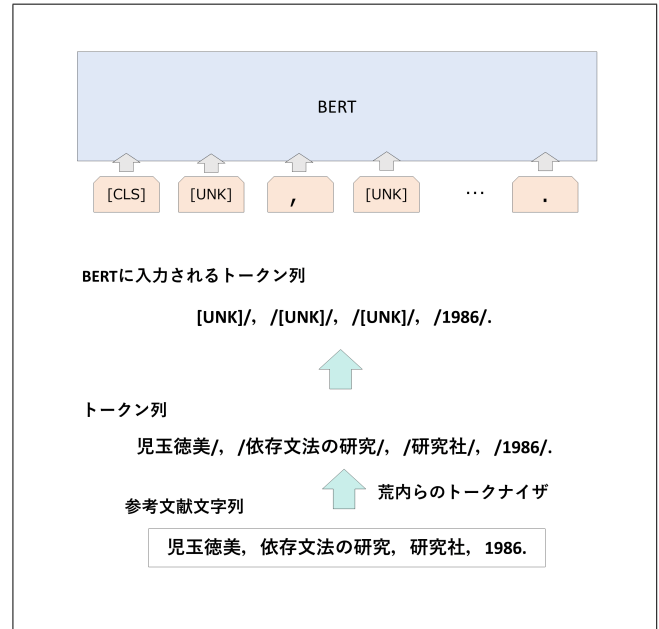 BERT
[CLS] [UNK] , [UNK] … .
BERTに入力されるトークン列
[UNK]/, /[UNK]/, /[UNK]/, /1986/.
トークン列
児玉徳美/, /依存文法の研究/, /研究社/, /1986/.
荒内らのトークナイザ
参考文献文字列
児玉徳美, 依存文法の研究, 研究社, 1986.